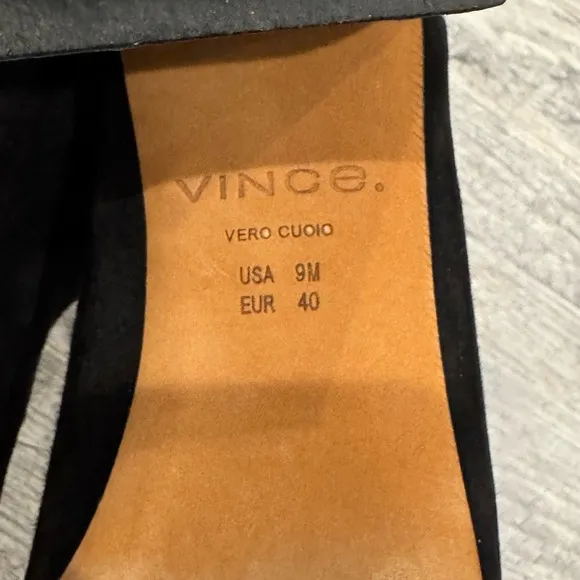 VINCe.
VERO CUOIO
USA 9M
EUR 40